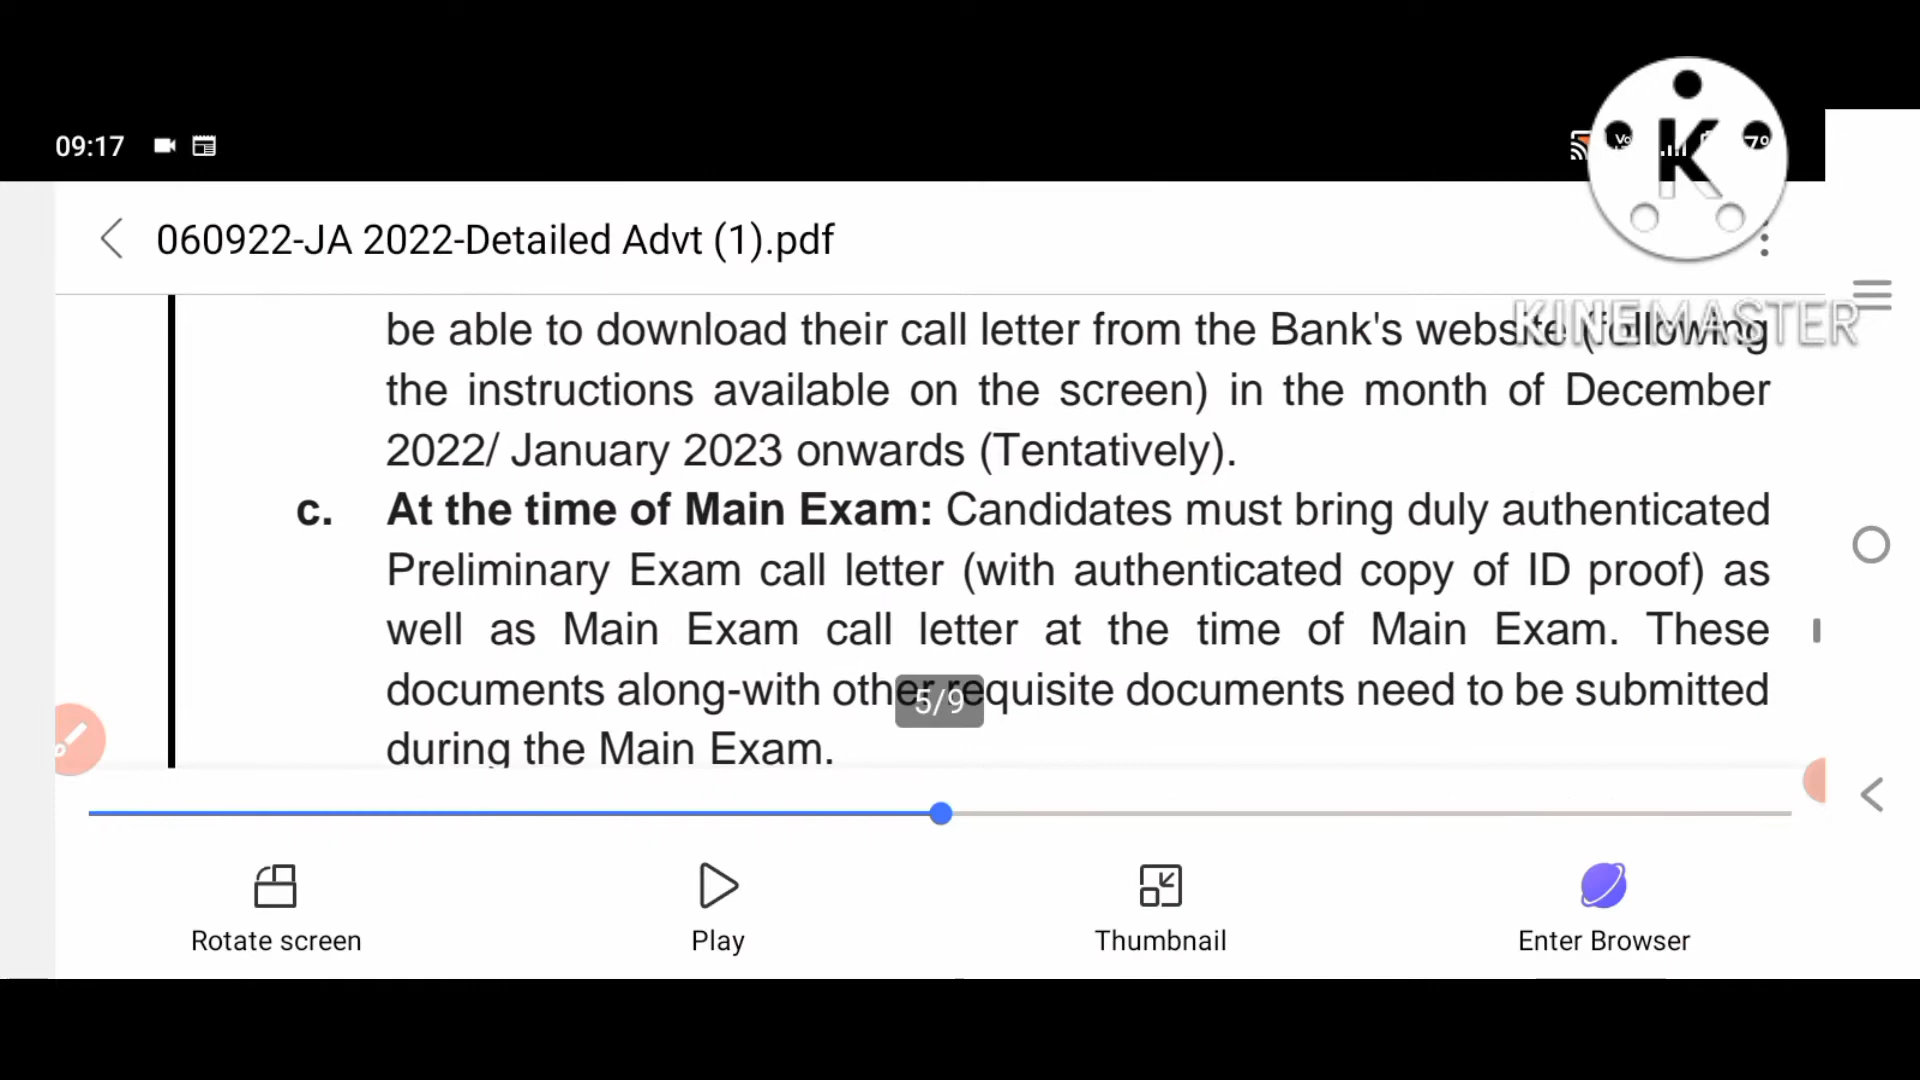 09:17
060922-JA 2022-Detailed Advt (1).pdf
K
KINEMASTER
be able to download their call letter from the Bank's website (following
the instructions available on the screen) in the month of December
2022/ January 2023 onwards (Tentatively).
c. At the time of Main Exam: Candidates must bring duly authenticated
Preliminary Exam call letter (with authenticated copy of ID proof) as
well as Main Exam call letter at the time of Main Exam. These
documents along-with other requisite documents need to be submitted
during the Main Exam.
5/9
Rotate screen
Play
Thumbnail
Enter Browser